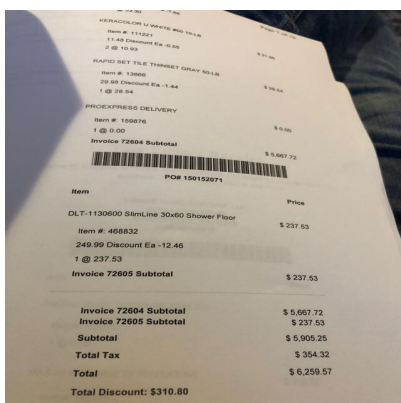 KERACOLOR U WHITE #00 10-LB
Item #: 111221
11.48 Discount Ea -0.55
2 @ 10.93
RAPID SET TILE THINSET GRAY 50-LB
Item #: 13666
29.98 Discount Ea -1.44
1 @ 28.54
$ 28.54
PROEXPRESS DELIVERY
Item #: 159876
1 @ 0.00
$ 0.00
Invoice 72604 Subtotal
$ 5,667.72
PO# 150152071
Item
Price
DLT-1130600 SlimLine 30x60 Shower Floor
$ 237.53
Item #: 468832
249.99 Discount Ea -12.46
1 @ 237.53
Invoice 72605 Subtotal
$ 237.53
Invoice 72604 Subtotal
$ 5,667.72
Invoice 72605 Subtotal
$ 237.53
Subtotal
$ 5,905.25
Total Tax
$ 354.32
Total
$ 6,259.57
Total Discount: $310.80